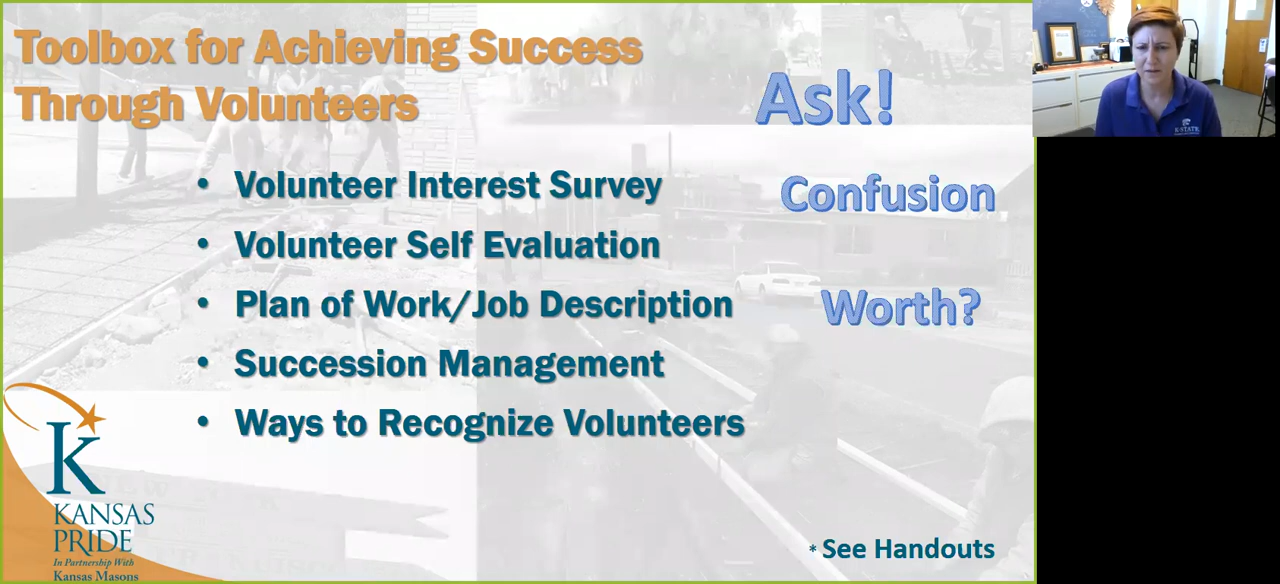 Toolbox for Achieving Success
Through Volunteers
Ask!
Confusion
Worth?
• Volunteer Interest Survey
• Volunteer Self Evaluation
• Plan of Work/Job Description
• Succession Management
• Ways to Recognize Volunteers
K
KANSAS
PRIDE
In Partnership With
Kansas Masons
* See Handouts
K-STATE